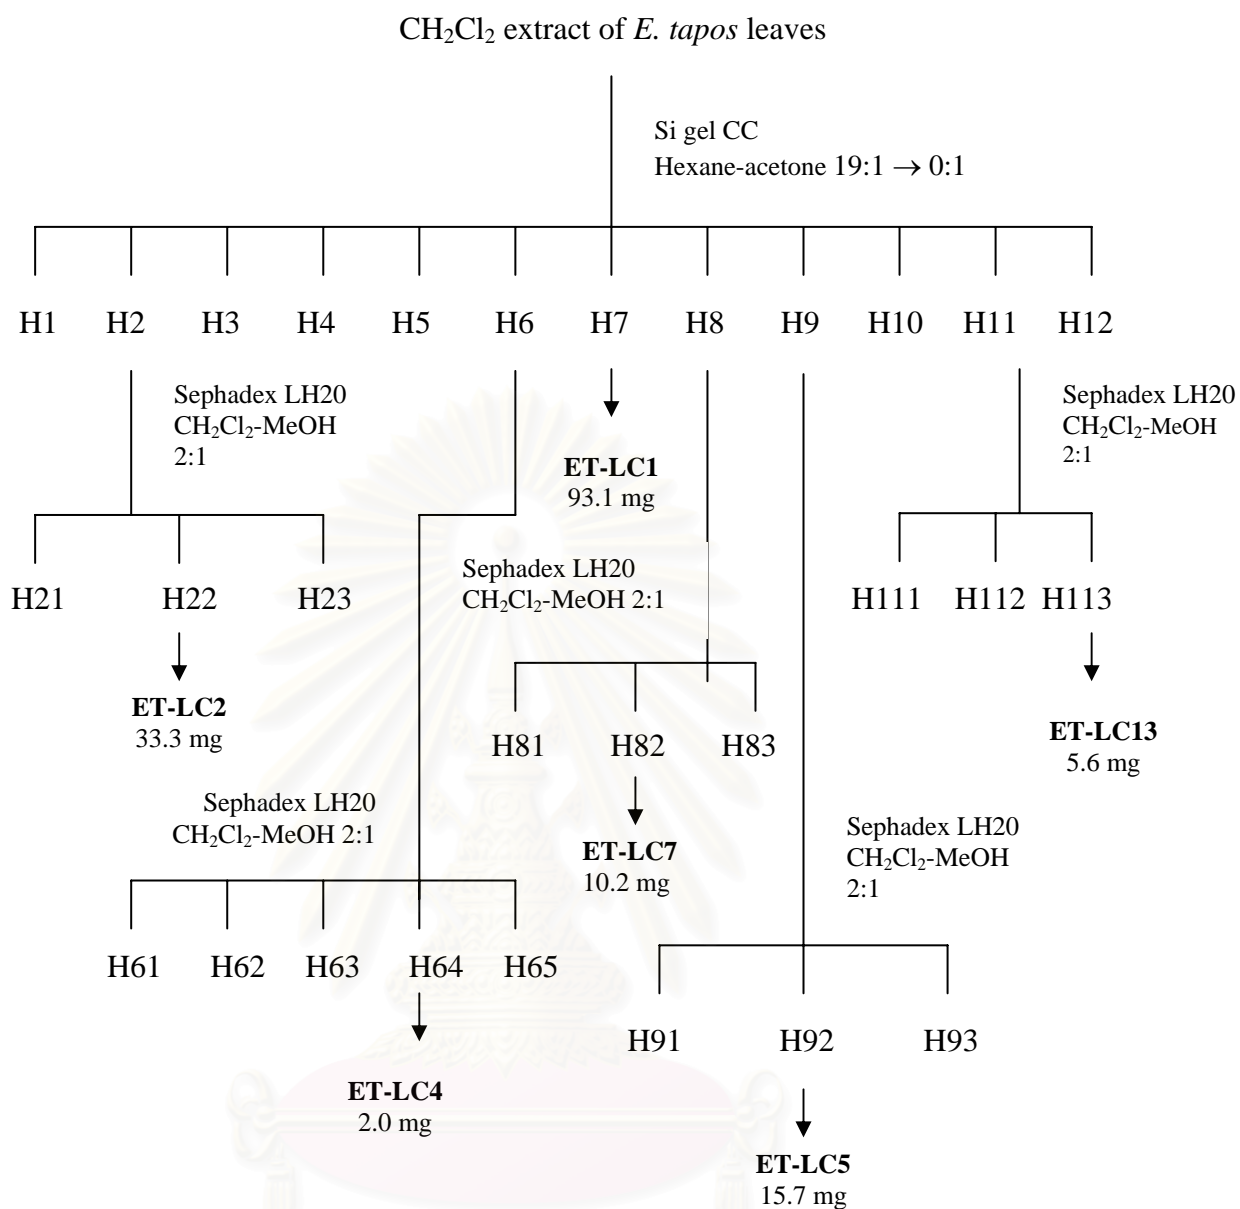 CH₂Cl₂ extract of E. tapos leaves
Si gel CC
Hexane-acetone 19:1 → 0:1
H1 H2 H3 H4 H5 H6 H7 H8 H9 H10 H11 H12
Sephadex LH20
CH₂Cl₂-MeOH
2:1
Sephadex LH20
CH₂Cl₂-MeOH
2:1
ET-LC1
93.1 mg
Sephadex LH20
CH₂Cl₂-MeOH 2:1
H21 H22 H23
H111 H112 H113
ET-LC2
33.3 mg
ET-LC13
5.6 mg
H81 H82 H83
Sephadex LH20
CH₂Cl₂-MeOH 2:1
ET-LC7
10.2 mg
Sephadex LH20
CH₂Cl₂-MeOH
2:1
H61 H62 H63 H64 H65
H91 H92 H93
ET-LC4
2.0 mg
ET-LC5
15.7 mg